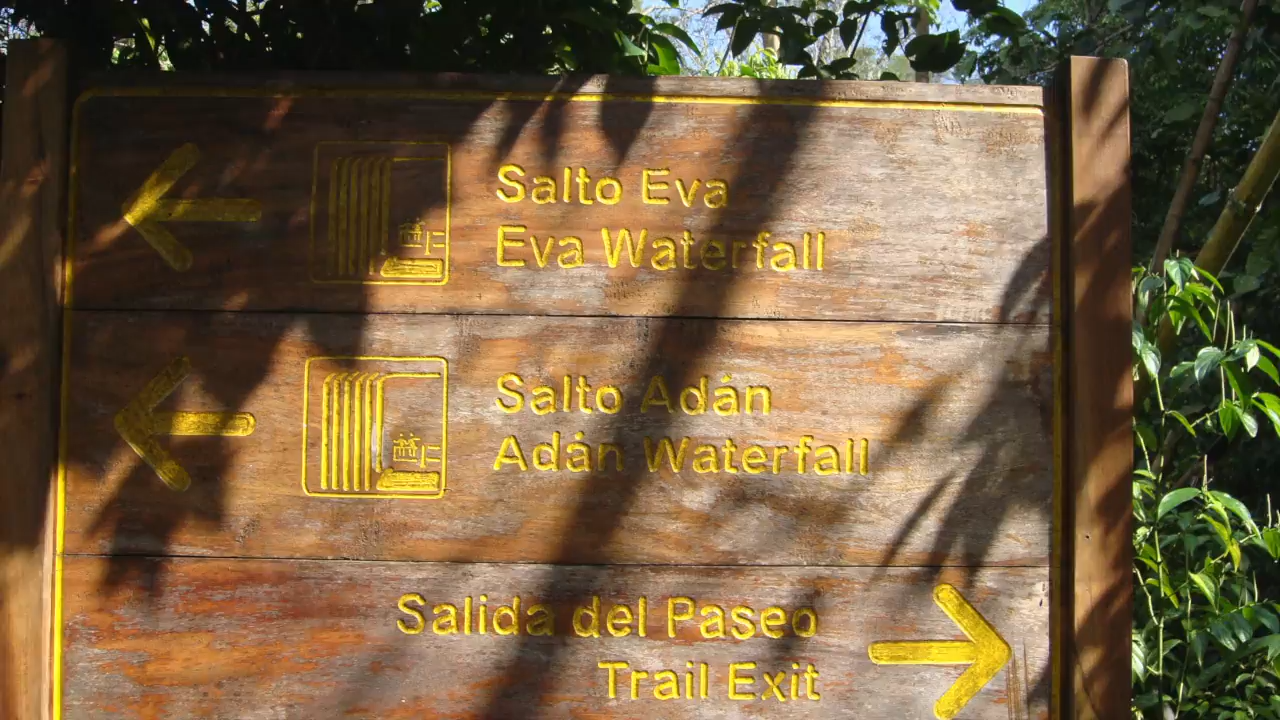 Salto Eva
Eva Waterfall
Salto Adán
Adán Waterfall
Salida del Paseo
Trail Exit